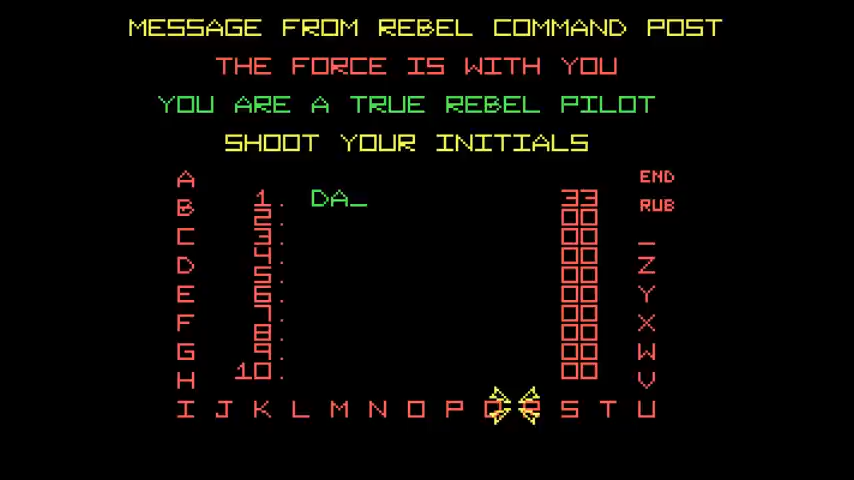 MESSAGE FROM REBEL COMMAND POST
THE FORCE IS WITH YOU
YOU ARE A TRUE REBEL PILOT
SHOOT YOUR INITIALS
A END
1. DA_ 33
B RUB
2. 00
C 3. 00 _
4. 00
D 5. 00 Z
E 6. 00 Y
7. 00
F 8. 00 X
G 9. 00 W
10. 00
H V
I J K L M N O P Q R S T U